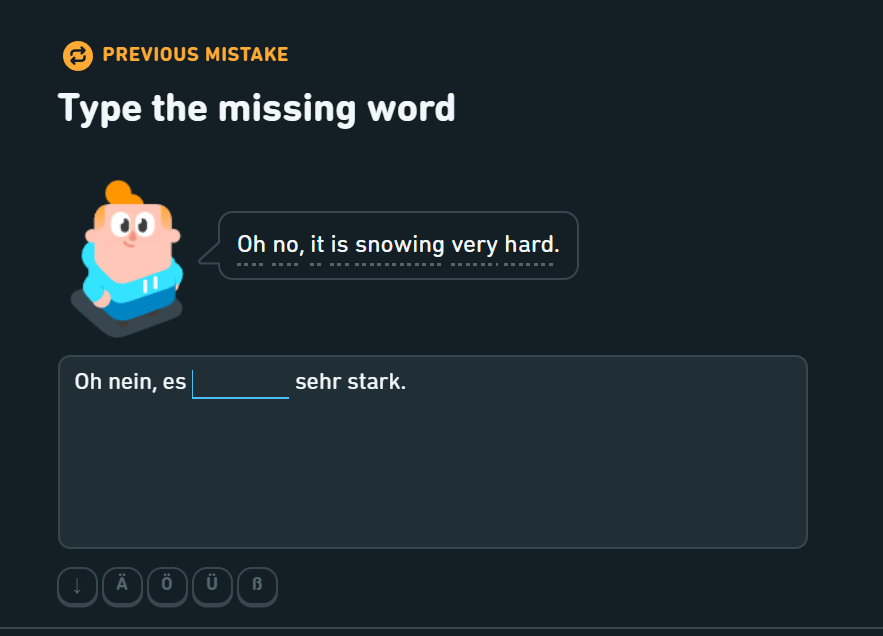 PREVIOUS MISTAKE
Type the missing word
Oh no, it is snowing very hard.
Oh nein, es sehr stark.
↓ Ä Ö Ü ß